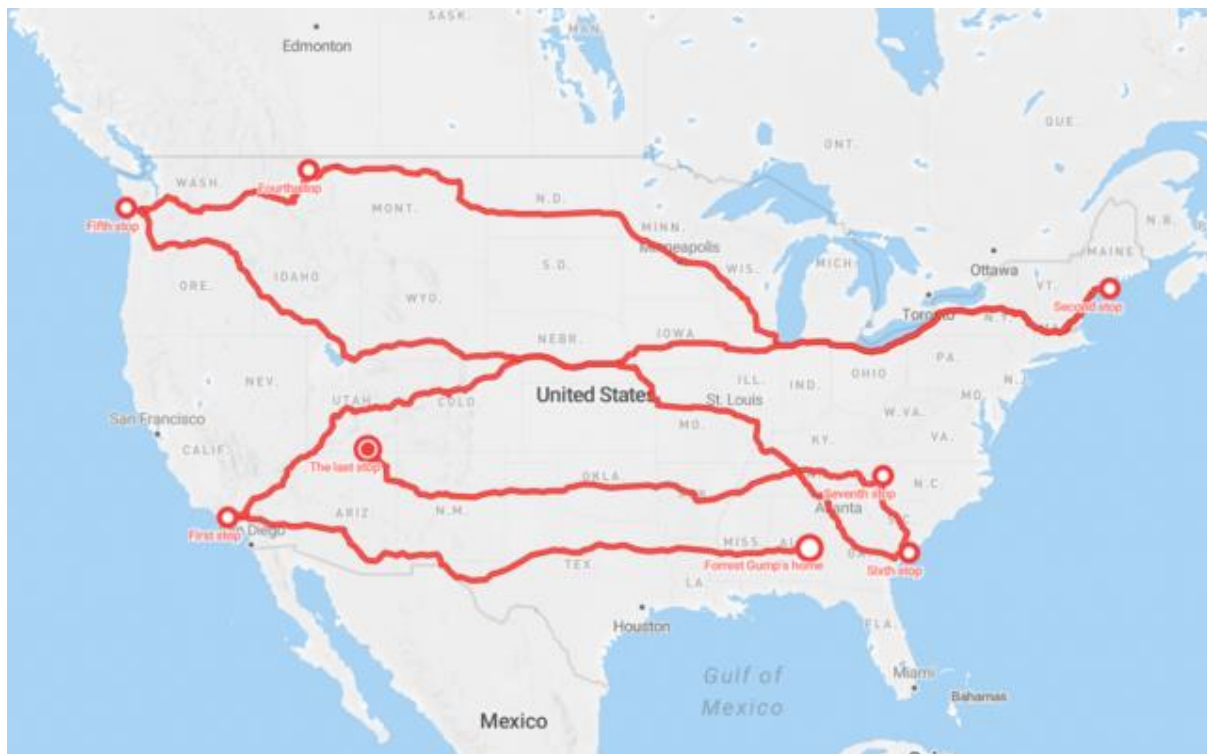 SASK.
MAN.
Edmonton
QUE.
ONT.
WASH.
Fourth stop
N.B.
MONT.
N.D.
MINN.
Fifth stop
Minneapolis
MAINE
Ottawa
WIS.
MICH.
VT.
IDAHO
S.D.
ORE.
Toronto
Second stop
WYO.
N.Y.
IOWA
NEBR.
PA.
OHIO
NEV.
ILL.
IND.
N.J.
United States
UTAH
COLO.
St. Louis
MD.
San Francisco
W.VA.
MO.
KY.
VA.
CALIF.
The last stop
OKLA.
Seventh stop
N.C.
ARIZ
N.M.
Atlanta
S.C.
First stop
San Diego
MISS.
GA.
TEX
Forrest Gump's home
Sixth stop
LA
Houston
FLA.
Gulf of
Mexico
Miami
Bahamas
Mexico